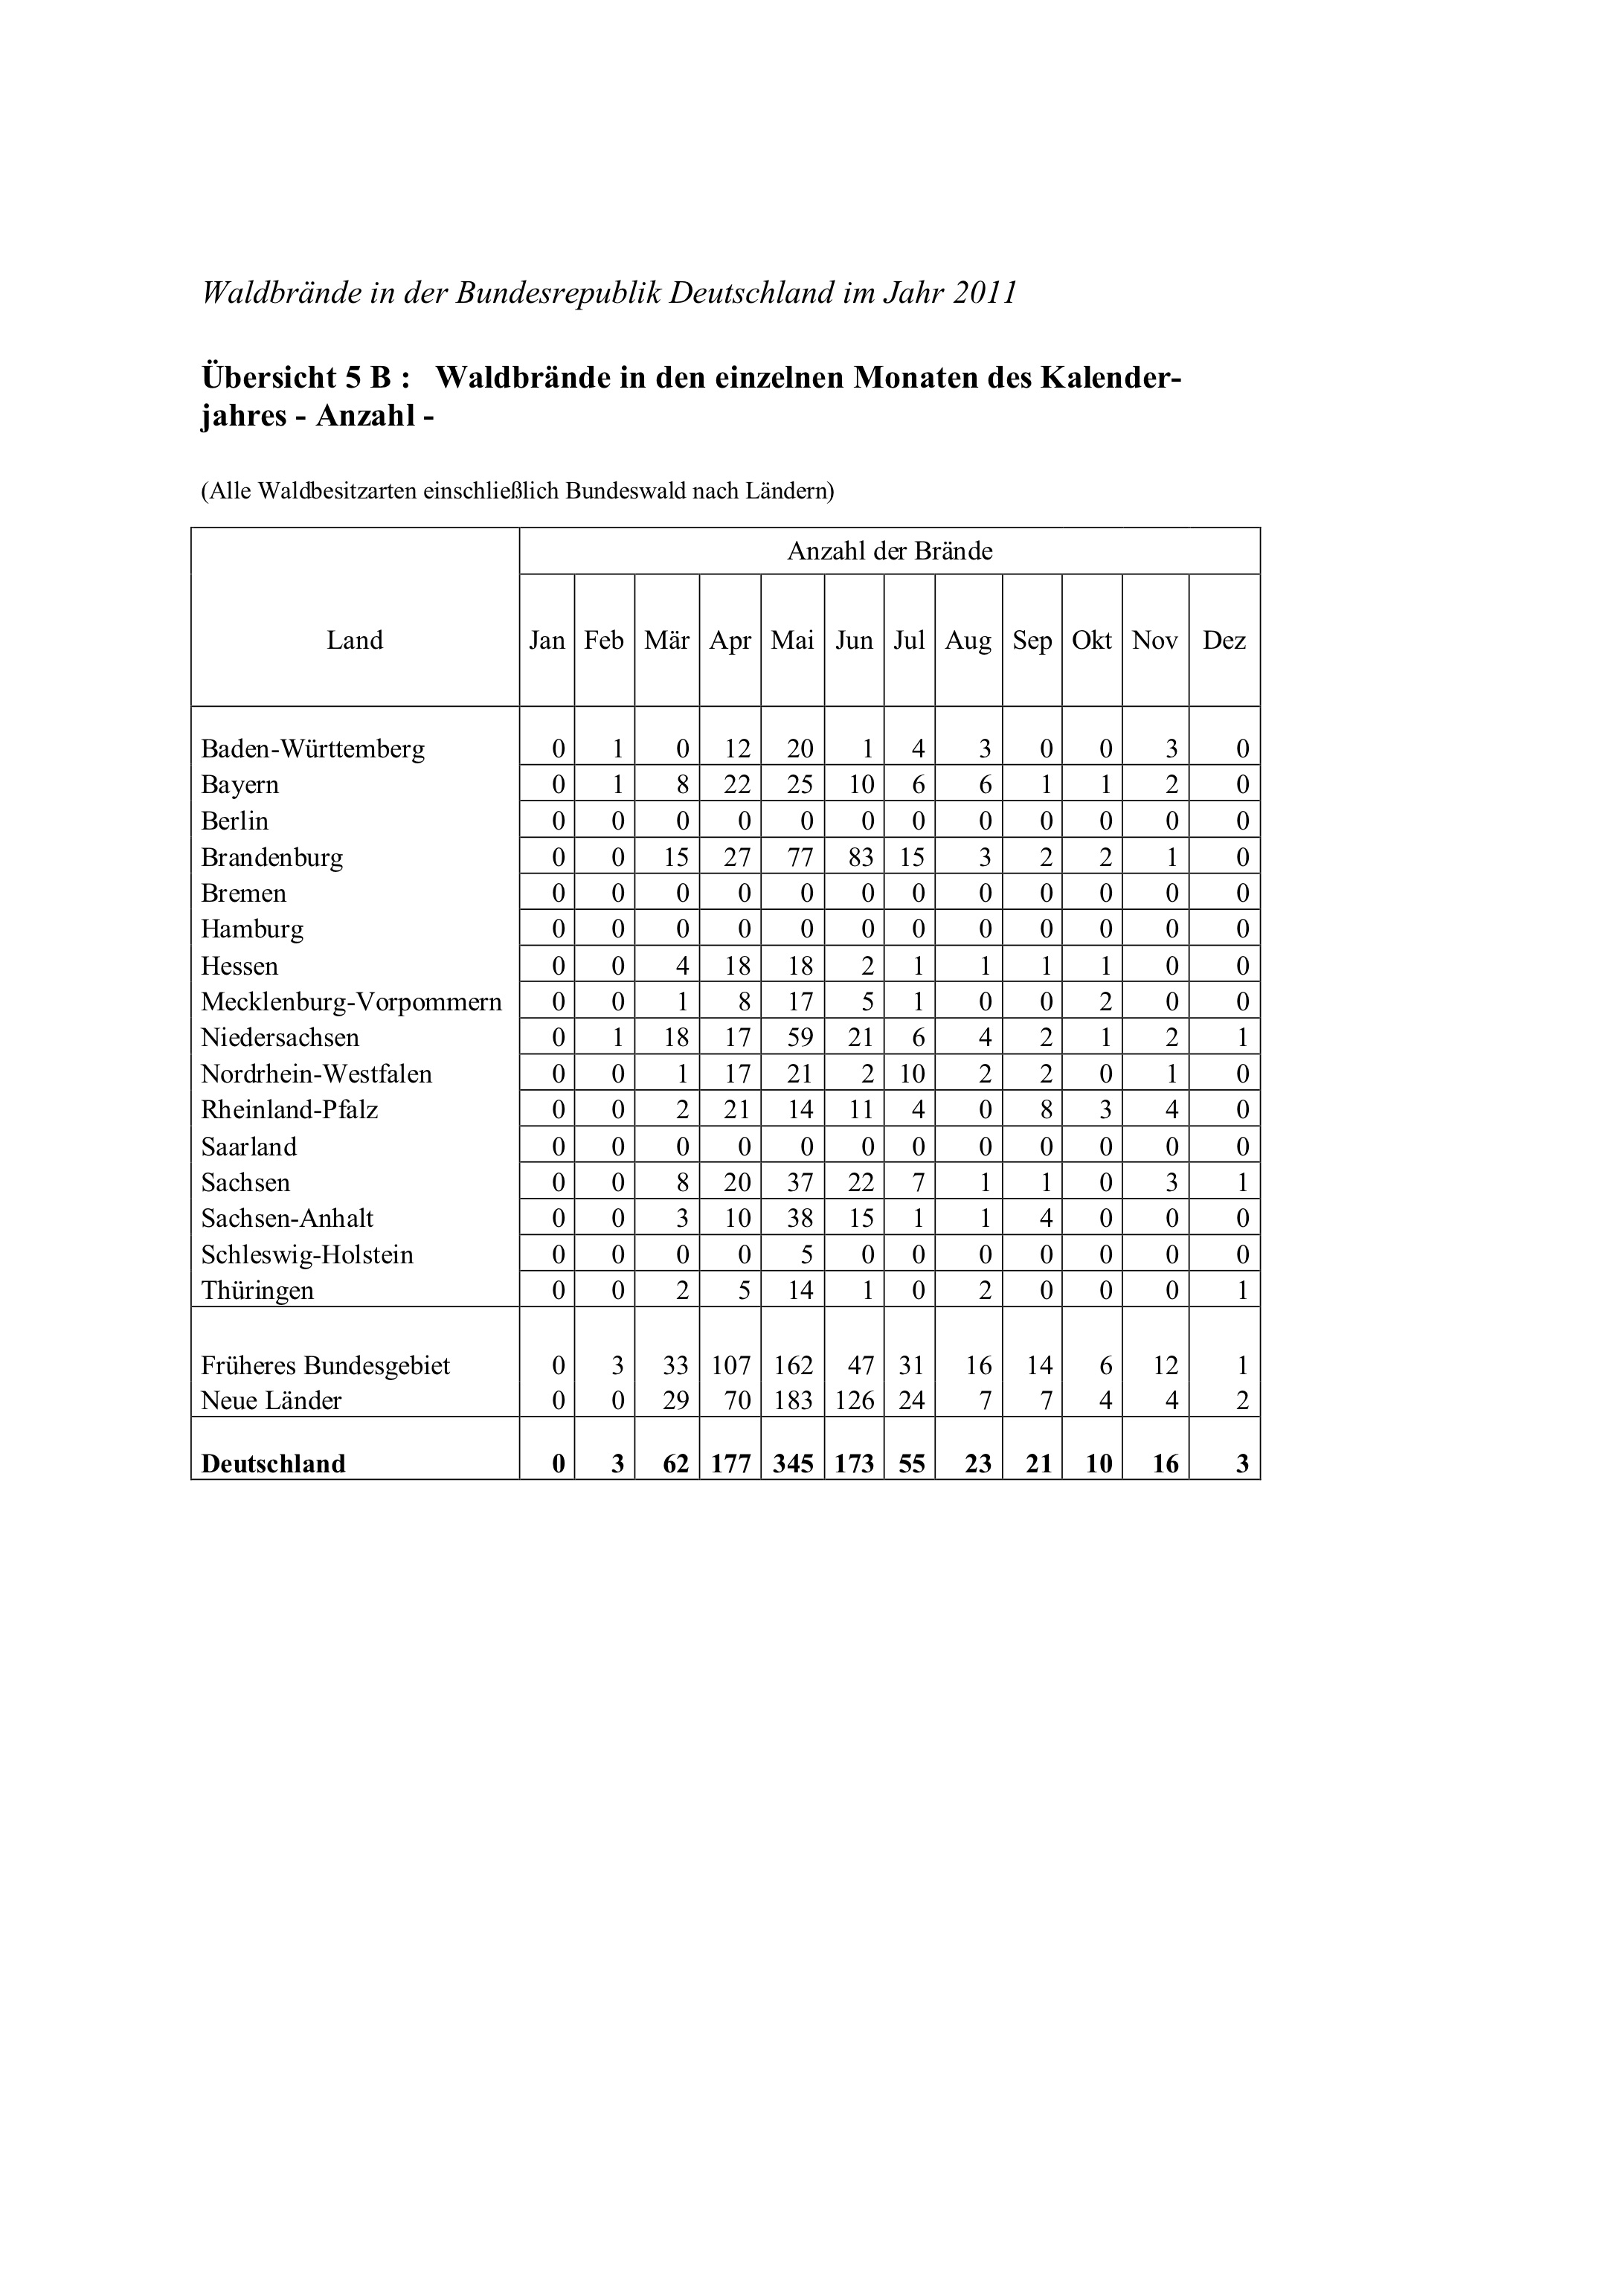 Waldbrände in der Bundesrepublik Deutschland im Jahr 2011
Übersicht 5 B : Waldbrände in den einzelnen Monaten des Kalender-
jahres - Anzahl -
(Alle Waldbesitzarten einschließlich Bundeswald nach Ländern)
Anzahl der Brände
Land Jan Feb Mär Apr Mai Jun Jul Aug Sep Okt Nov Dez
Baden-Württemberg 0 1 0 12 20 1 4 3 0 0 3 0
Bayern 0 1 8 22 25 10 6 6 1 1 2 0
Berlin 0 0 0 0 0 0 0 0 0 0 0 0
Brandenburg 0 0 15 27 77 83 15 3 2 2 1 0
Bremen 0 0 0 0 0 0 0 0 0 0 0 0
Hamburg 0 0 0 0 0 0 0 0 0 0 0 0
Hessen 0 0 4 18 18 2 1 1 1 1 0 0
Mecklenburg-Vorpommern 0 0 1 8 17 5 1 0 0 2 0 0
Niedersachsen 0 1 18 17 59 21 6 4 2 1 2 1
Nordrhein-Westfalen 0 0 1 17 21 2 10 2 2 0 1 0
Rheinland-Pfalz 0 0 2 21 14 11 4 0 8 3 4 0
Saarland 0 0 0 0 0 0 0 0 0 0 0 0
Sachsen 0 0 8 20 37 22 7 1 1 0 3 1
Sachsen-Anhalt 0 0 3 10 38 15 1 1 4 0 0 0
Schleswig-Holstein 0 0 0 0 5 0 0 0 0 0 0 0
Thüringen 0 0 2 5 14 1 0 2 0 0 0 1
Früheres Bundesgebiet 0 3 33 107 162 47 31 16 14 6 12 1
Neue Länder 0 0 29 70 183 126 24 7 7 4 4 2
Deutschland 0 3 62 177 345 173 55 23 21 10 16 3